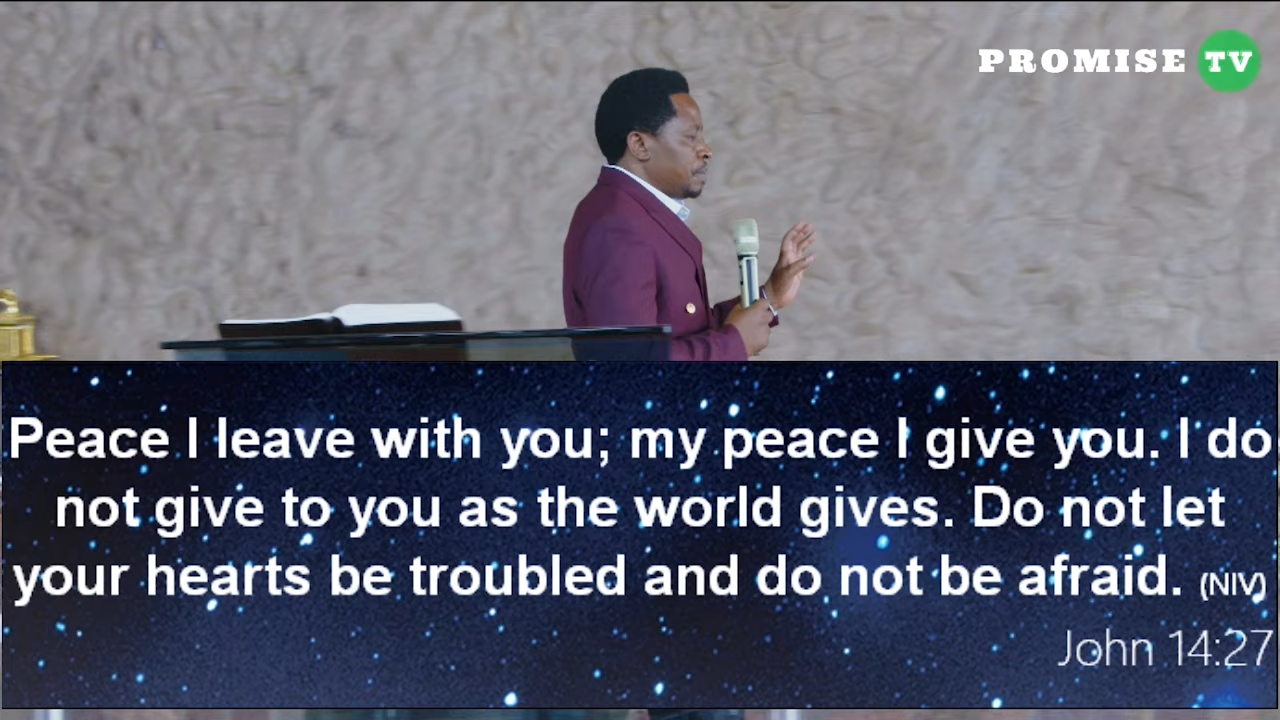 PROMISE TV
Peace I leave with you; my peace I give you. I do
not give to you as the world gives. Do not let
your hearts be troubled and do not be afraid. (NIV)
John 14:27